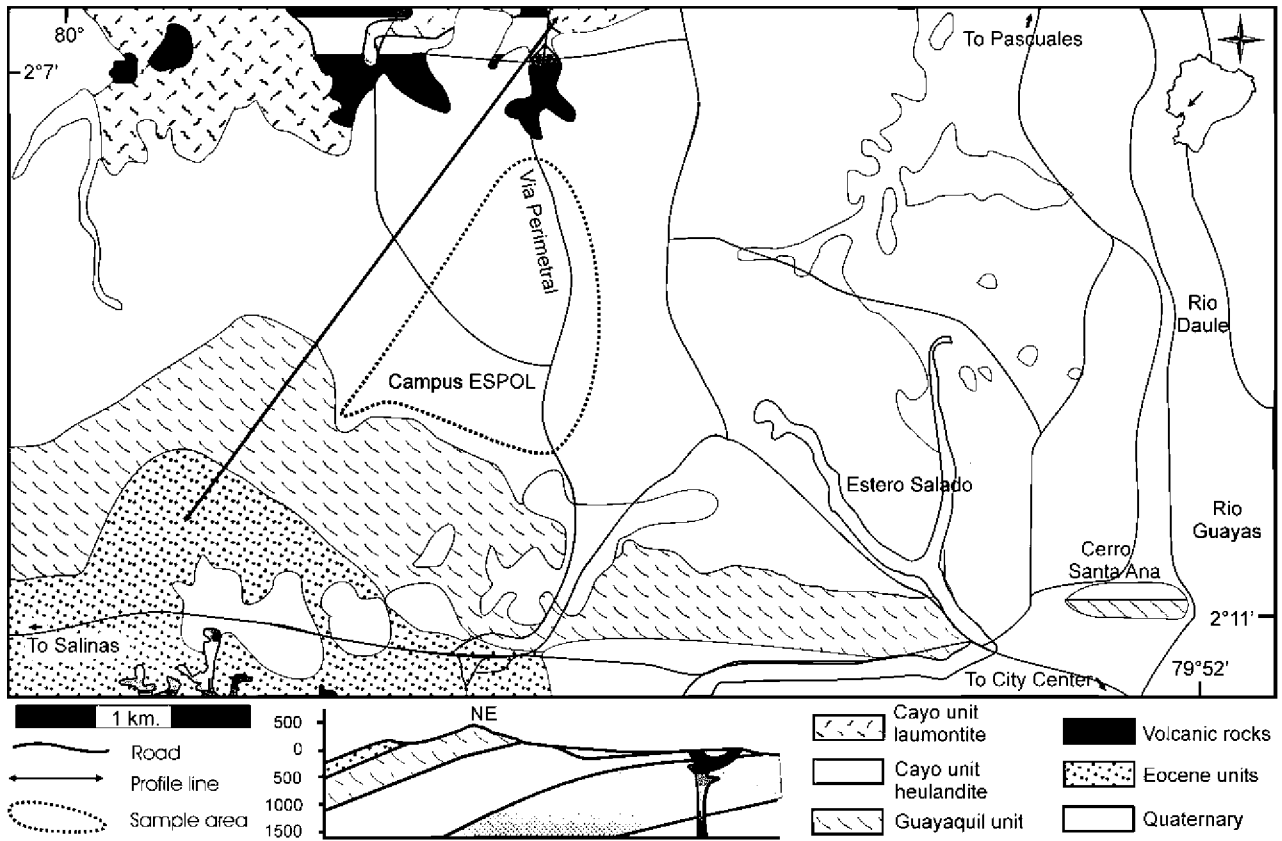 80°
2°7'
To Pascuales
Via Perimetral
Rio
Daule
Campus ESPOL
Estero Salado
Rio
Guayas
Cerro
Santa Ana
2°11'
To Salinas
79°52'
To City Center
1 km.
Road
Profile line
Sample area
NE
500
0
500
1000
1500
Cayo unit
laumontite
Cayo unit
heulandite
Guayaquil unit
Volcanic rocks
Eocene units
Quaternary